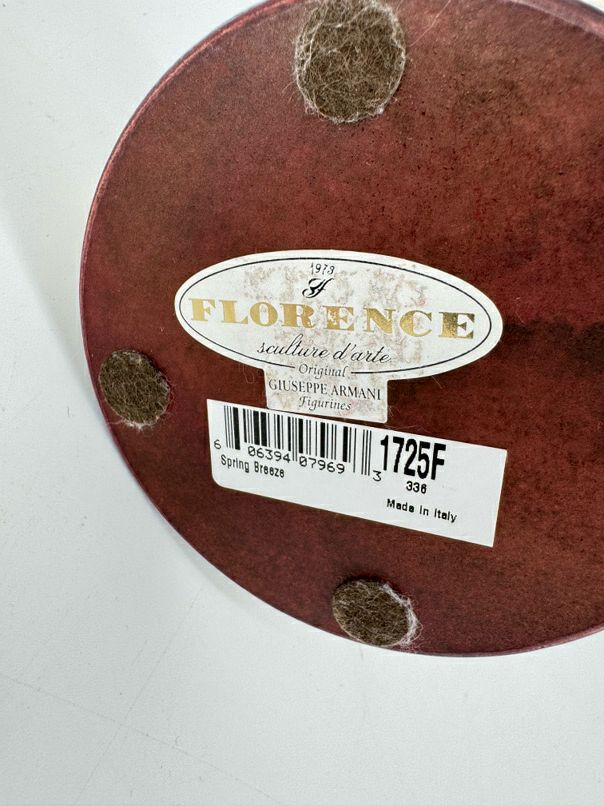 1973
FLORENCE
sculture d'arte
Original
GIUSEPPE ARMANI
Figurines
6 06394 07969 3
1725F
336
Spring Breeze
Made in Italy